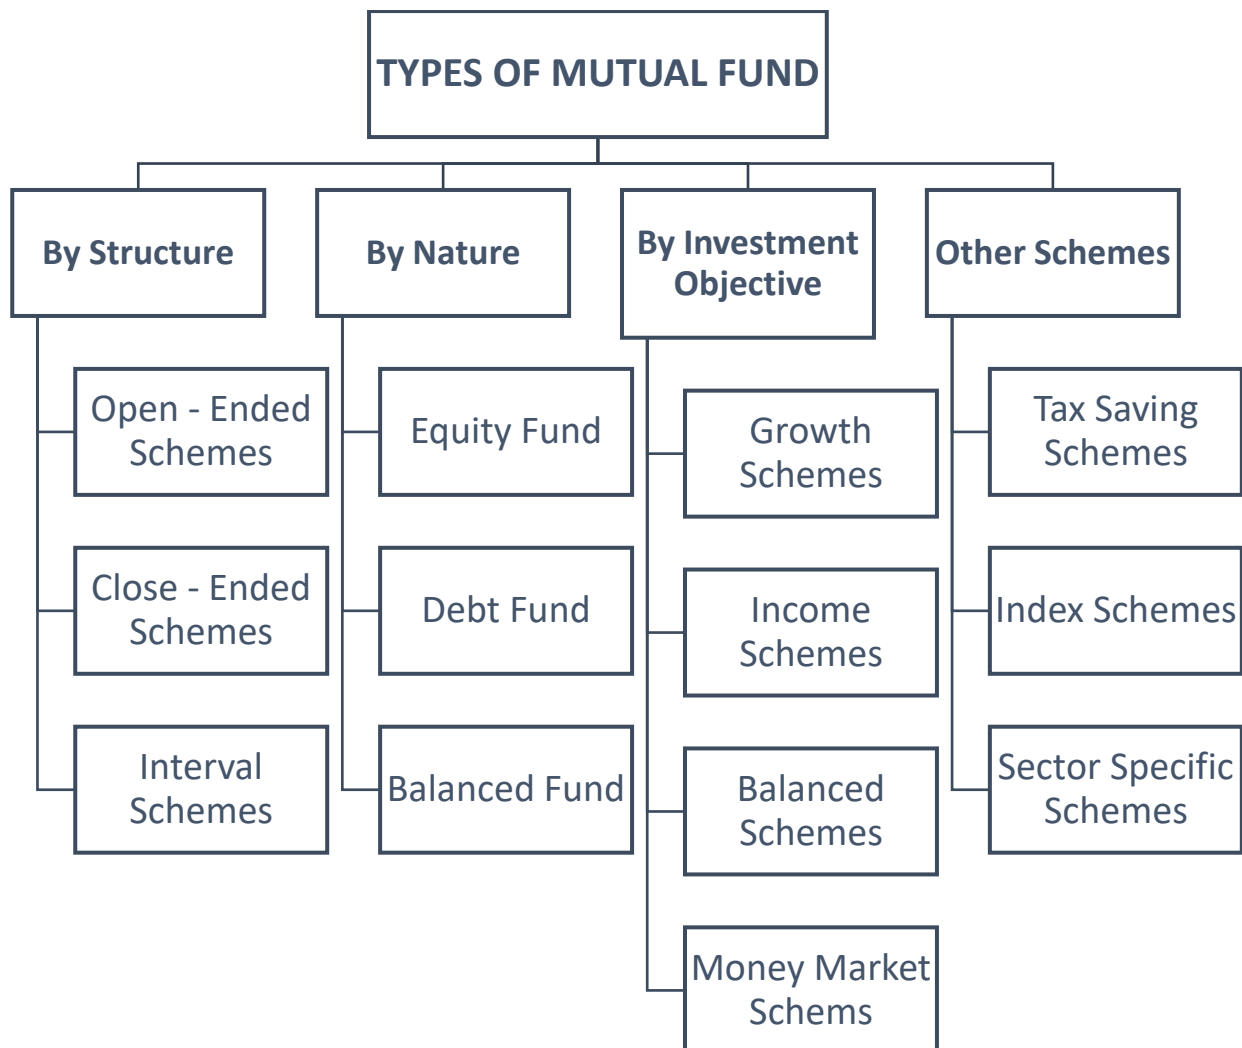 TYPES OF MUTUAL FUND
By Structure
Open - Ended
Schemes
Close - Ended
Schemes
Interval
Schemes
By Nature
Equity Fund
Debt Fund
Balanced Fund
By Investment
Objective
Growth
Schemes
Income
Schemes
Balanced
Schemes
Money Market
Schems
Other Schemes
Tax Saving
Schemes
Index Schemes
Sector Specific
Schemes